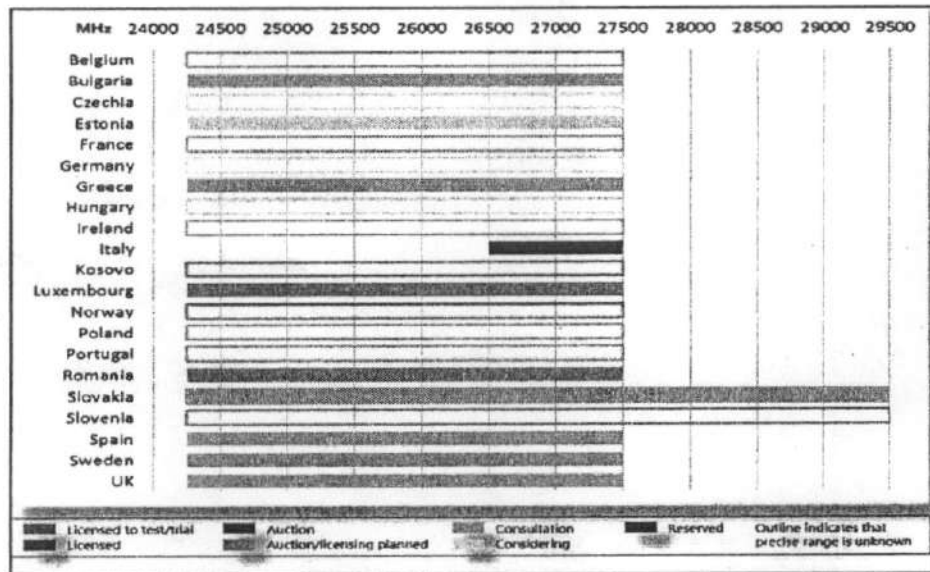 MHz 24000 24500 25000 25500 26000 26500 27000 27500 28000 28500 29000 29500
Belgium
Bulgaria
Czechia
Estonia
France
Germany
Greece
Hungary
Ireland
Italy
Kosovo
Luxembourg
Norway
Poland
Portugal
Romania
Slovakia
Slovenia
Spain
Sweden
UK
Licensed to test/trial Auction Consultation Reserved Outline indicates that
Licensed Auction/licensing planned Considering precise range is unknown